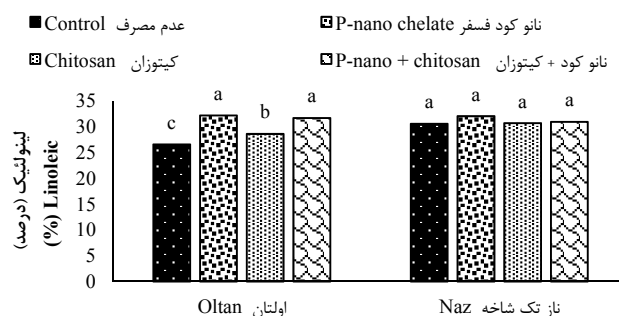 Control عدم مصرف
P-nano chelate نانو کود فسفر
Chitosan کیتوزان
P-nano + chitosan نانو کود + کیتوزان
لینولئیک (درصد)
(%) Linoleic
35
30
25
20
15
10
5
0
c a b a a a a a
Oltan اولتان
Naz ناز تک شاخه